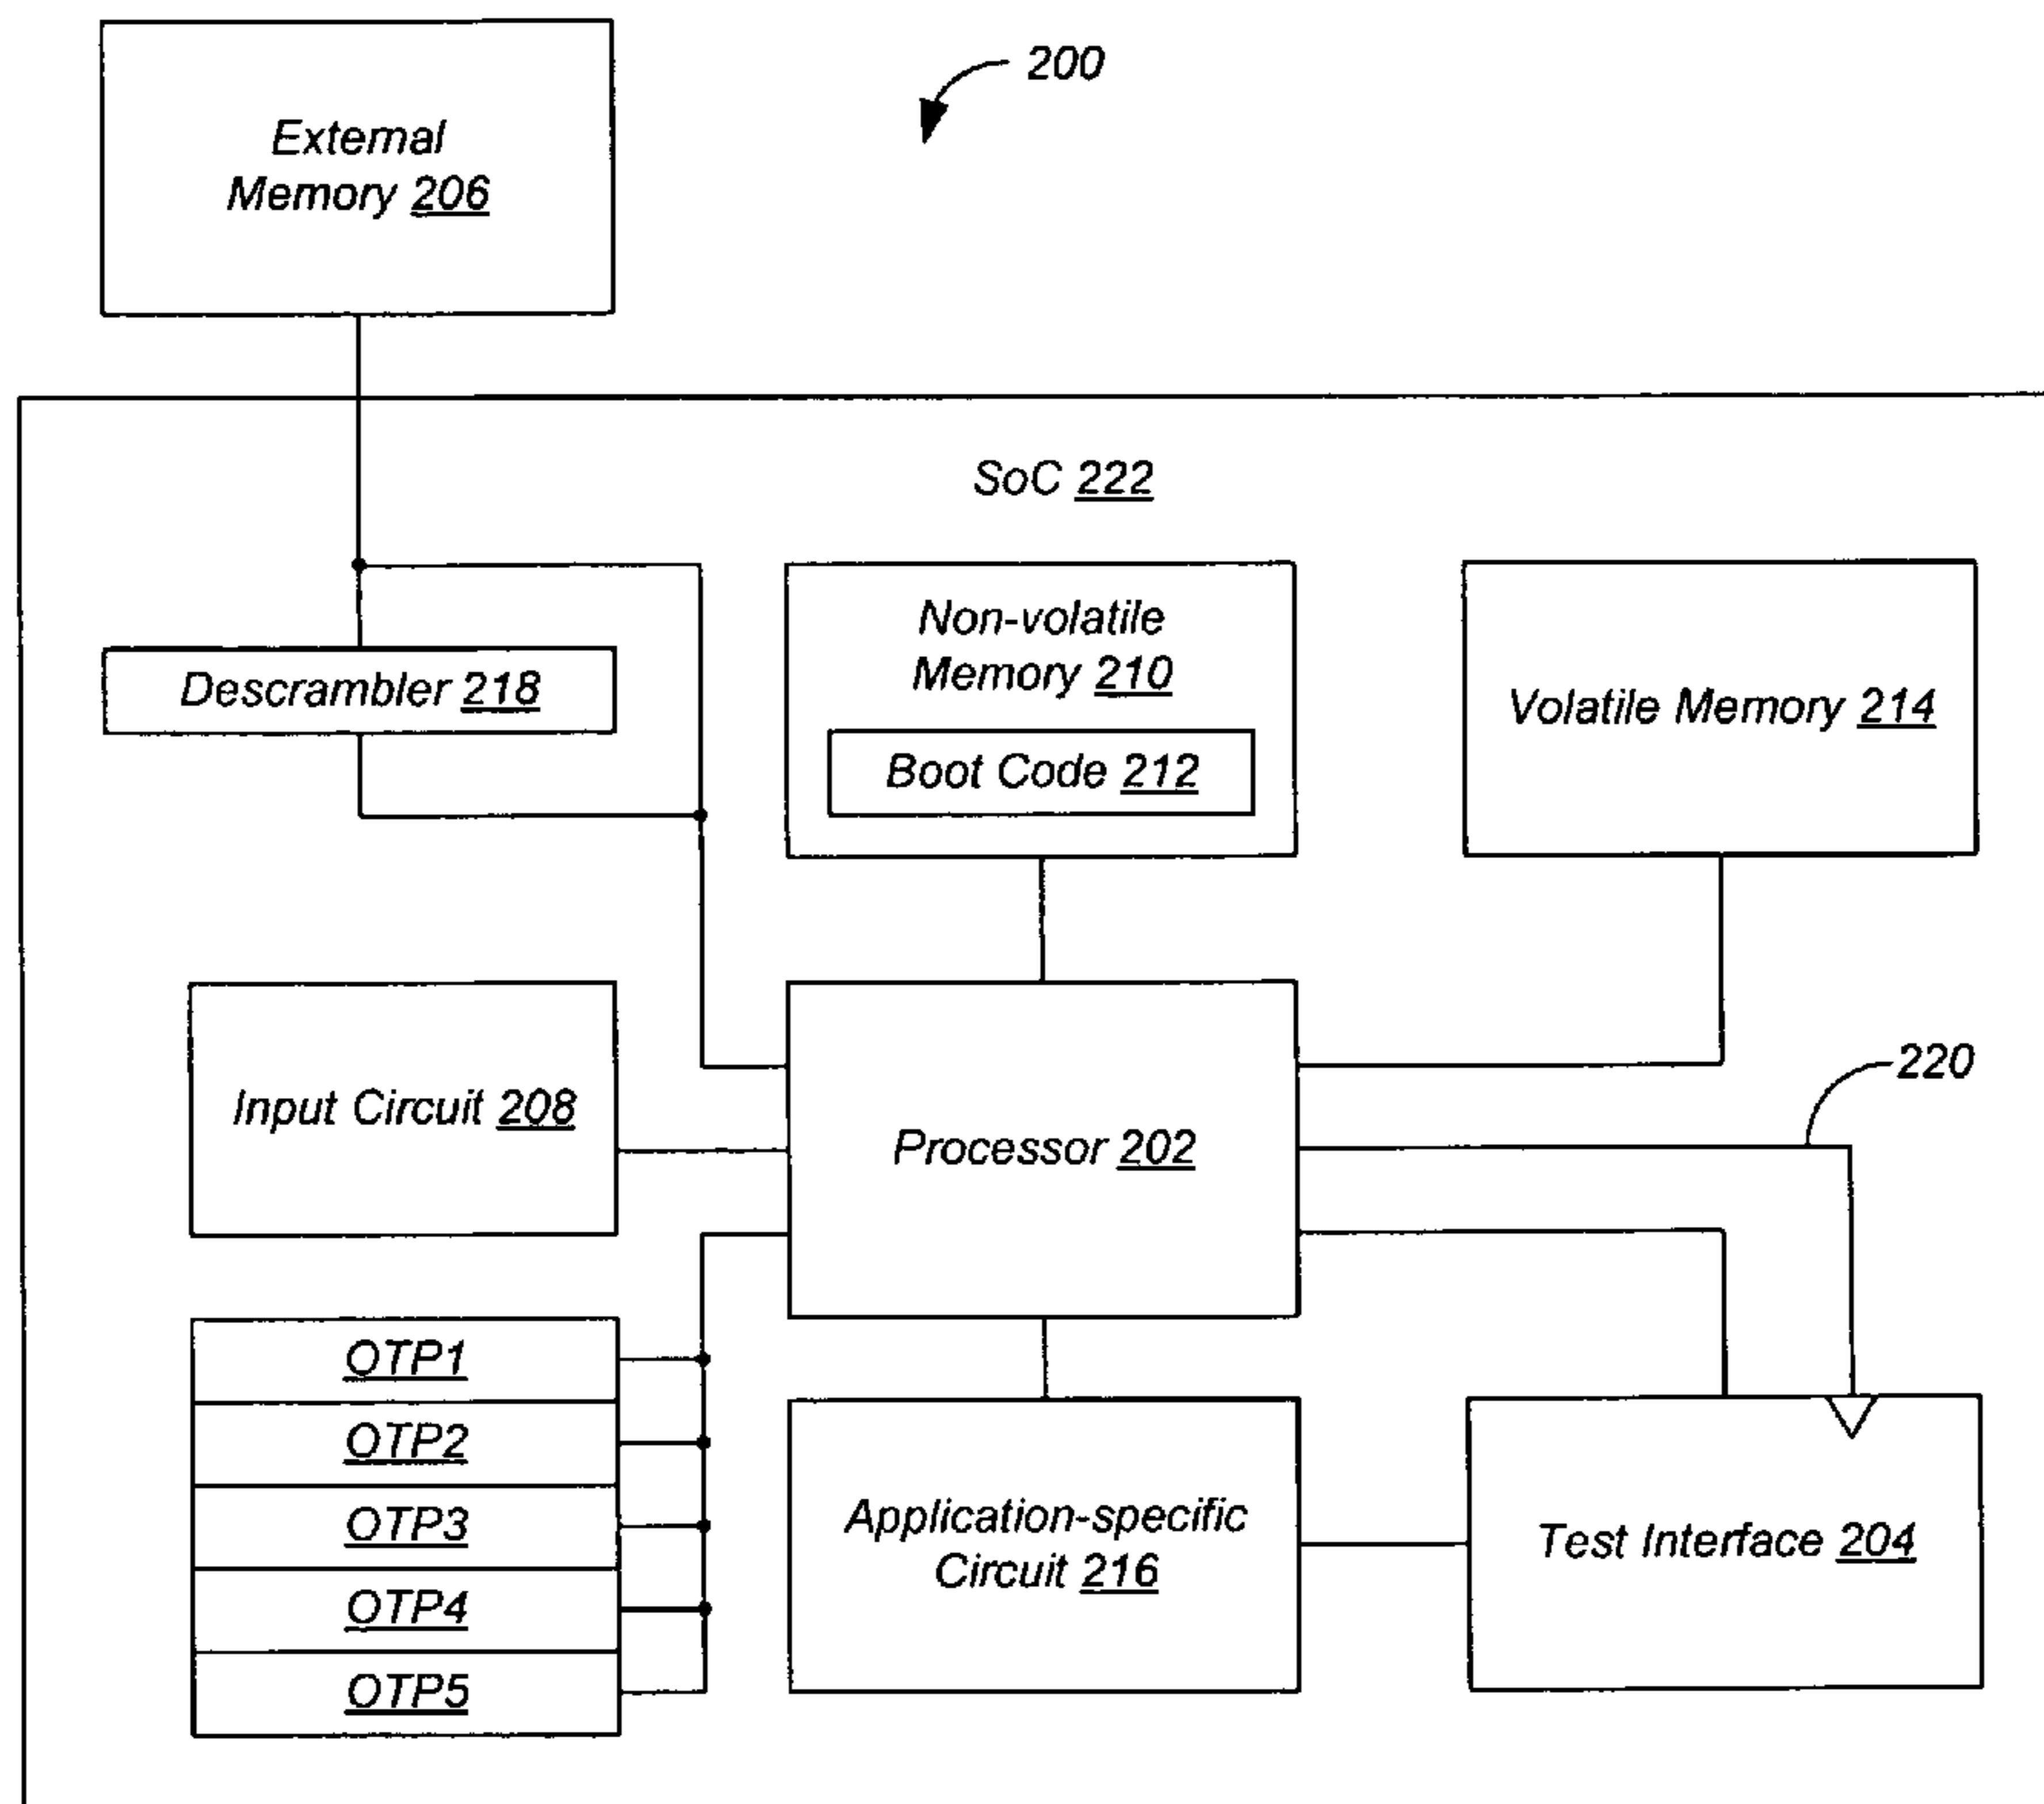 200
External
Memory 206
SoC 222
Descrambler 218
Non-volatile
Memory 210
Boot Code 212
Volatile Memory 214
Input Circuit 208
Processor 202
220
OTP1
OTP2
OTP3
OTP4
OTP5
Application-specific
Circuit 216
Test Interface 204